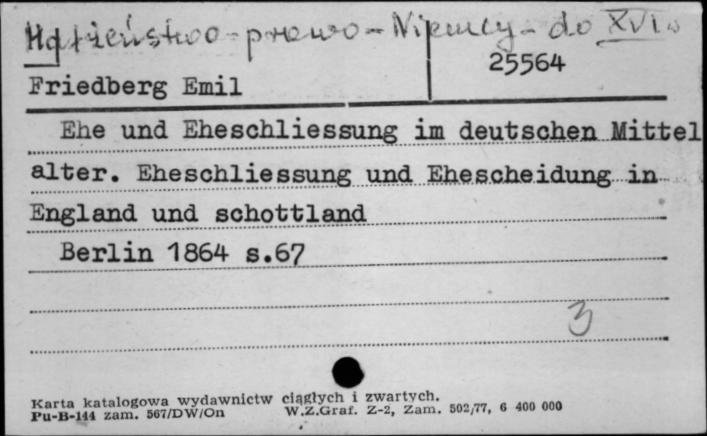 Małżeństwo - prawo - Niemcy - do XVI w
25564
Friedberg Emil
Ehe und Eheschliessung im deutschen Mittel
alter. Eheschliessung und Ehescheidung in
England und schottland
Berlin 1864 s.67
3
Karta katalogowa wydawnictw ciągłych i zwartych.
Pu-B-144 zam. 567/DW/On W.Z.Graf. Z-2, Zam. 502/77, 6 400 000